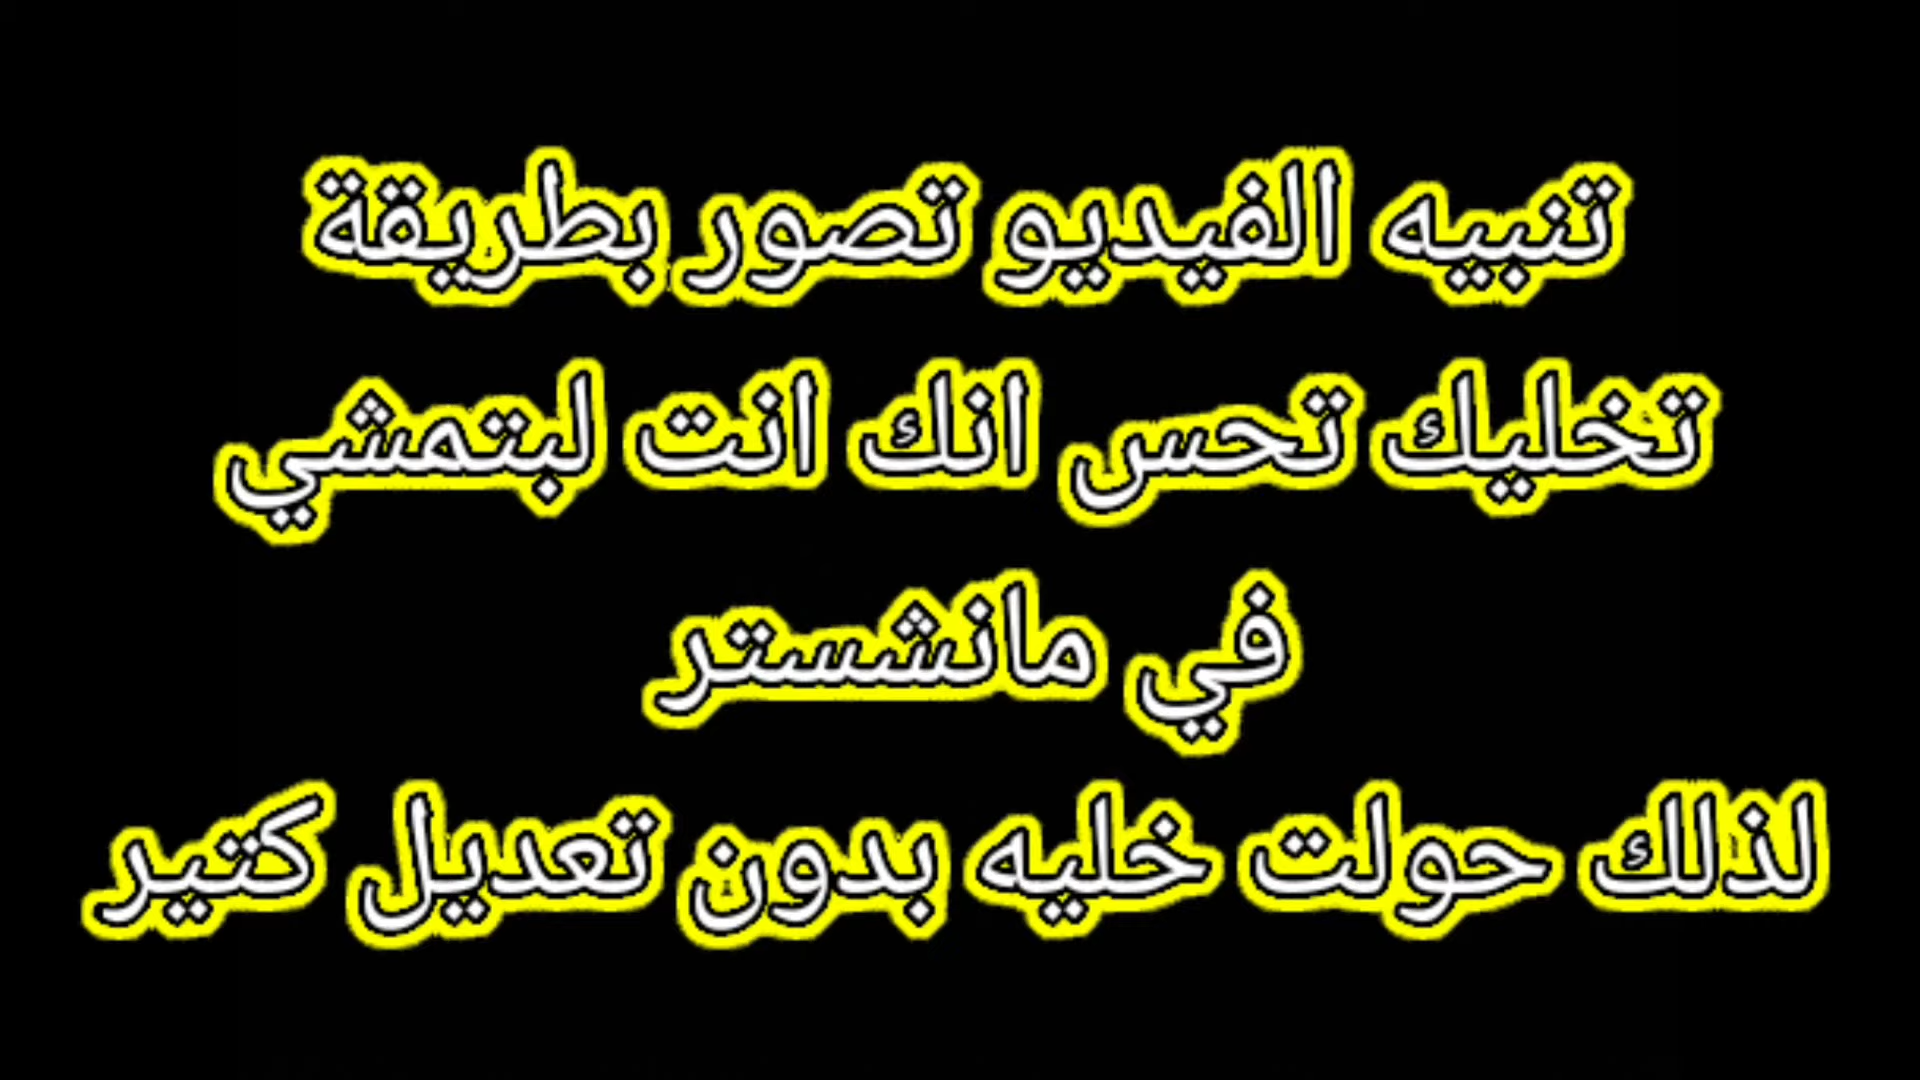 تنبيه الفيديو تصور بطريقة
تخليك تحس انك انت لبتمشي
في مانشستر
لذلك حولت خليه بدون تعديل كتير